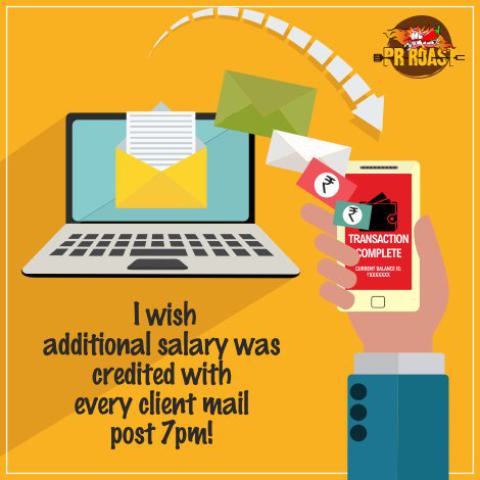 PR ROAST
₹
₹
TRANSACTION
COMPLETE
CURRENT BALANCE IS:
₹XXXXXXX
I wish
additional salary was
credited with
every client mail
post 7pm!